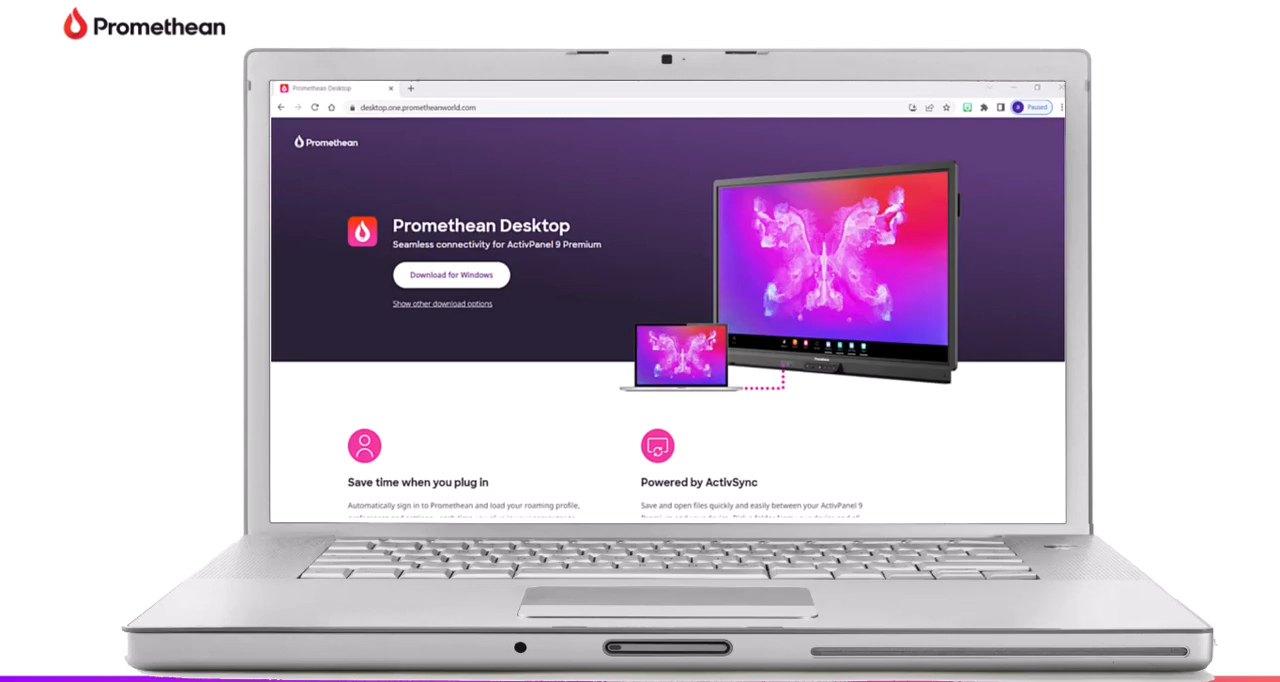 Promethean
Promethean Desktop
desktop.one.prometheanworld.com
Paused
Promethean
Promethean Desktop
Seamless connectivity for ActivPanel 9 Premium
Download for Windows
Show other download options
Save time when you plug in
Automatically sign in to Promethean and load your roaming profile,
Powered by ActivSync
Save and open files quickly and easily between your ActivPanel 9